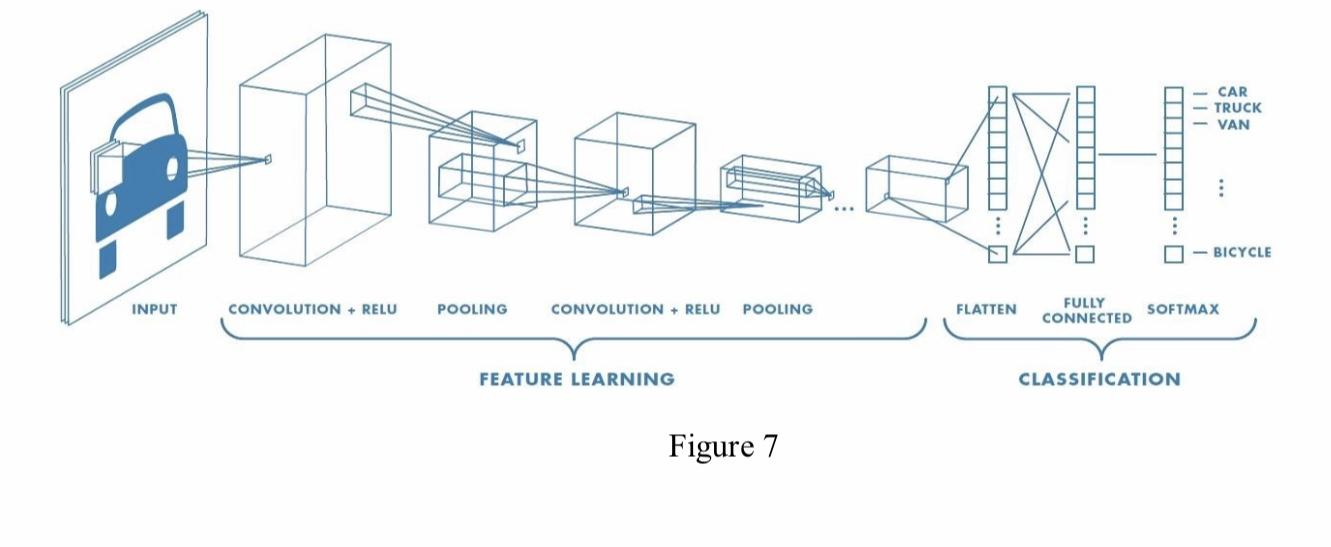 CAR
TRUCK
VAN
BICYCLE
INPUT
CONVOLUTION + RELU
POOLING
CONVOLUTION + RELU
POOLING
FLATTEN
FULLY
CONNECTED
SOFTMAX
FEATURE LEARNING
CLASSIFICATION
Figure 7